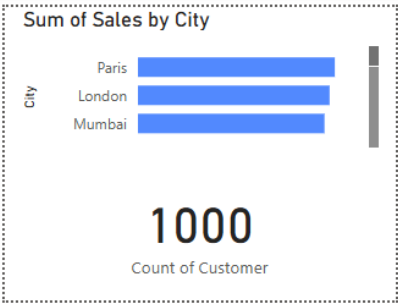 Sum of Sales by City
City
Paris
London
Mumbai
1000
Count of Customer